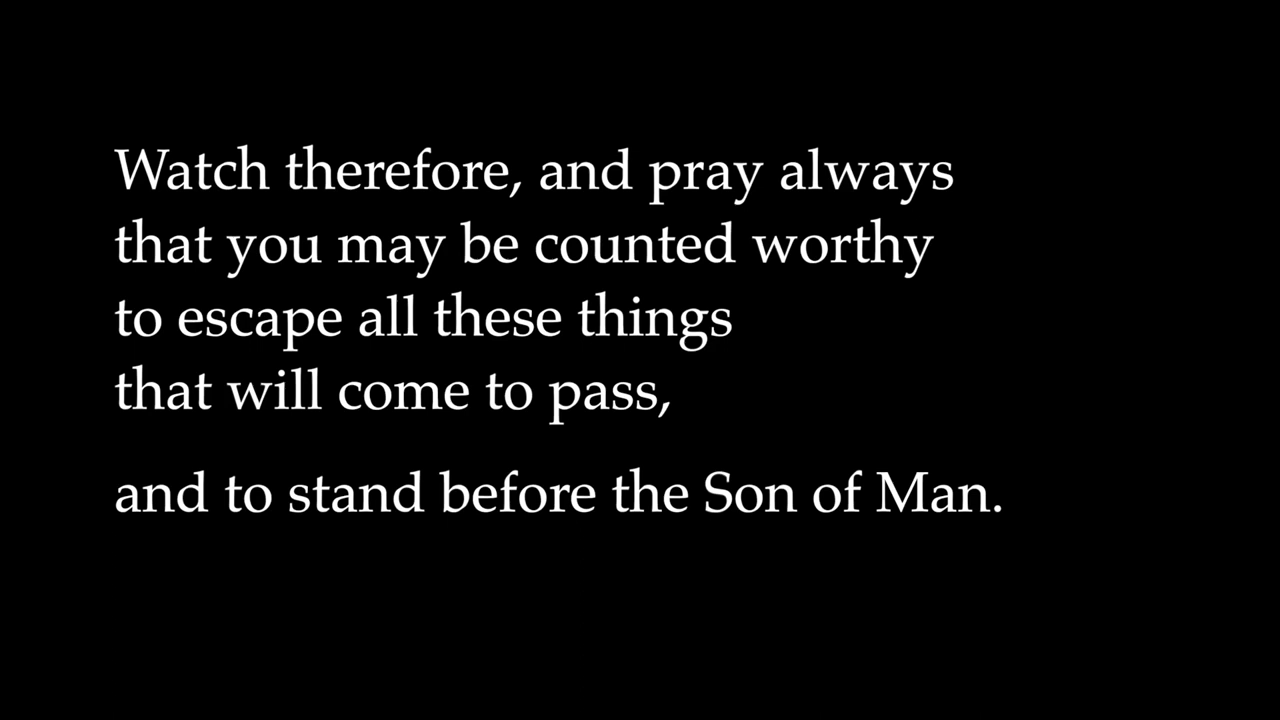 Watch therefore, and pray always
that you may be counted worthy
to escape all these things
that will come to pass,
and to stand before the Son of Man.